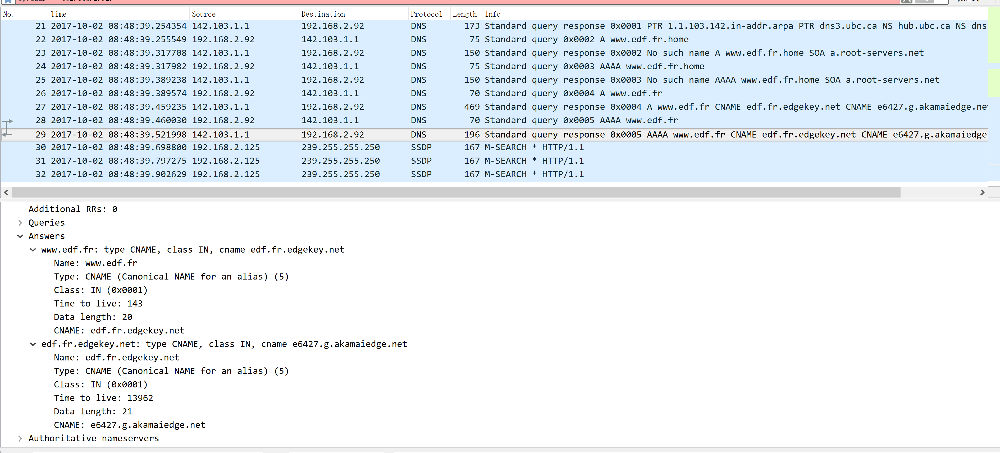 No. Time Source Destination Protocol Length Info
21 2017-10-02 08:48:39.254354 142.103.1.1 192.168.2.92 DNS 173 Standard query response 0x0001 PTR 1.1.103.142.in-addr.arpa PTR dns3.ubc.ca NS hub.ubc.ca NS dns
22 2017-10-02 08:48:39.255549 192.168.2.92 142.103.1.1 DNS 75 Standard query 0x0002 A www.edf.fr.home
23 2017-10-02 08:48:39.317708 142.103.1.1 192.168.2.92 DNS 150 Standard query response 0x0002 No such name A www.edf.fr.home SOA a.root-servers.net
24 2017-10-02 08:48:39.317982 192.168.2.92 142.103.1.1 DNS 75 Standard query 0x0003 AAAA www.edf.fr.home
25 2017-10-02 08:48:39.389238 142.103.1.1 192.168.2.92 DNS 150 Standard query response 0x0003 No such name AAAA www.edf.fr.home SOA a.root-servers.net
26 2017-10-02 08:48:39.389574 192.168.2.92 142.103.1.1 DNS 70 Standard query 0x0004 A www.edf.fr
27 2017-10-02 08:48:39.459235 142.103.1.1 192.168.2.92 DNS 469 Standard query response 0x0004 A www.edf.fr CNAME edf.fr.edgekey.net CNAME e6427.g.akamaiedge.ne
28 2017-10-02 08:48:39.460030 192.168.2.92 142.103.1.1 DNS 70 Standard query 0x0005 AAAA www.edf.fr
29 2017-10-02 08:48:39.521998 142.103.1.1 192.168.2.92 DNS 196 Standard query response 0x0005 AAAA www.edf.fr CNAME edf.fr.edgekey.net CNAME e6427.g.akamaiedge
30 2017-10-02 08:48:39.698800 192.168.2.125 239.255.255.250 SSDP 167 M-SEARCH * HTTP/1.1
31 2017-10-02 08:48:39.797275 192.168.2.125 239.255.255.250 SSDP 167 M-SEARCH * HTTP/1.1
32 2017-10-02 08:48:39.902629 192.168.2.125 239.255.255.250 SSDP 167 M-SEARCH * HTTP/1.1
Additional RRs: 0
Queries
Answers
www.edf.fr: type CNAME, class IN, cname edf.fr.edgekey.net
Name: www.edf.fr
Type: CNAME (Canonical NAME for an alias) (5)
Class: IN (0x0001)
Time to live: 143
Data length: 20
CNAME: edf.fr.edgekey.net
edf.fr.edgekey.net: type CNAME, class IN, cname e6427.g.akamaiedge.net
Name: edf.fr.edgekey.net
Type: CNAME (Canonical NAME for an alias) (5)
Class: IN (0x0001)
Time to live: 13962
Data length: 21
CNAME: e6427.g.akamaiedge.net
Authoritative nameservers